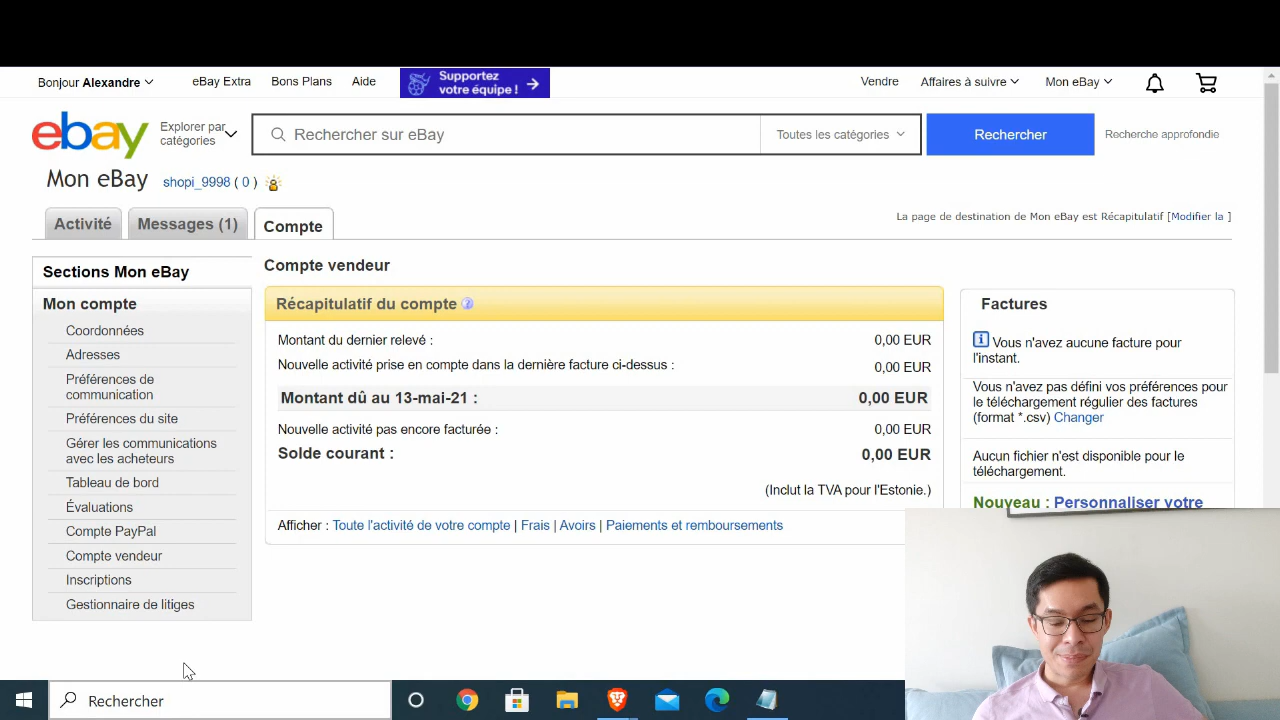 Bonjour Alexandre
eBay Extra
Bons Plans
Aide
Supportez
votre équipe !
Vendre
Affaires à suivre
Mon eBay
ebay
Explorer par
catégories
Rechercher sur eBay
Toutes les catégories
Rechercher
Recherche approfondie
Mon eBay
shopi_9998 ( 0 )
Activité
Messages (1)
Compte
La page de destination de Mon eBay est Récapitulatif [Modifier la ]
Sections Mon eBay
Mon compte
Coordonnées
Adresses
Préférences de
communication
Préférences du site
Gérer les communications
avec les acheteurs
Tableau de bord
Évaluations
Compte PayPal
Compte vendeur
Inscriptions
Gestionnaire de litiges
Compte vendeur
Récapitulatif du compte ?
Montant du dernier relevé : 0,00 EUR
Nouvelle activité prise en compte dans la dernière facture ci-dessus : 0,00 EUR
Montant dû au 13-mai-21 : 0,00 EUR
Nouvelle activité pas encore facturée : 0,00 EUR
Solde courant : 0,00 EUR
(Inclut la TVA pour l'Estonie.)
Afficher : Toute l'activité de votre compte | Frais | Avoirs | Paiements et remboursements
Factures
i Vous n'avez aucune facture pour
l'instant.
Vous n'avez pas défini vos préférences pour
le téléchargement régulier des factures
(format *.csv) Changer
Aucun fichier n'est disponible pour le
téléchargement.
Nouveau : Personnaliser votre
Rechercher